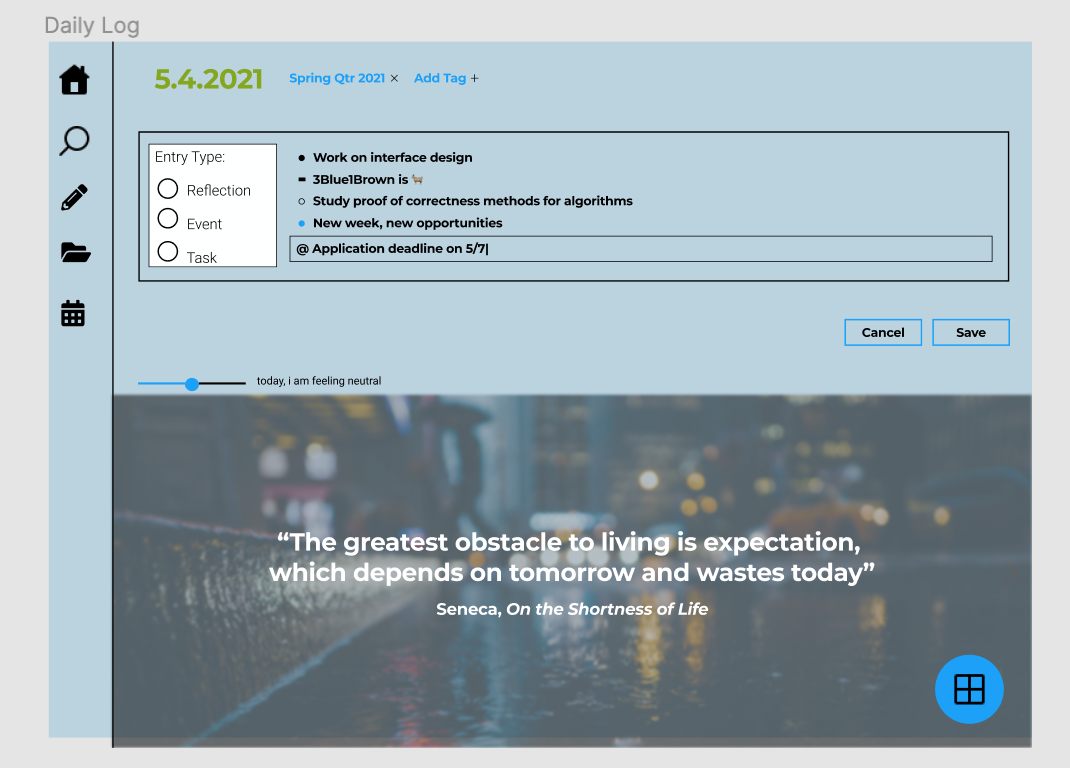 Daily Log
5.4.2021
Spring Qtr 2021 ×
Add Tag +
Entry Type:
Reflection
Event
Task
● Work on interface design
- 3Blue1Brown is 🐐
○ Study proof of correctness methods for algorithms
● New week, new opportunities
@ Application deadline on 5/7|
Cancel
Save
today, i am feeling neutral
“The greatest obstacle to living is expectation,
which depends on tomorrow and wastes today”
Seneca, On the Shortness of Life